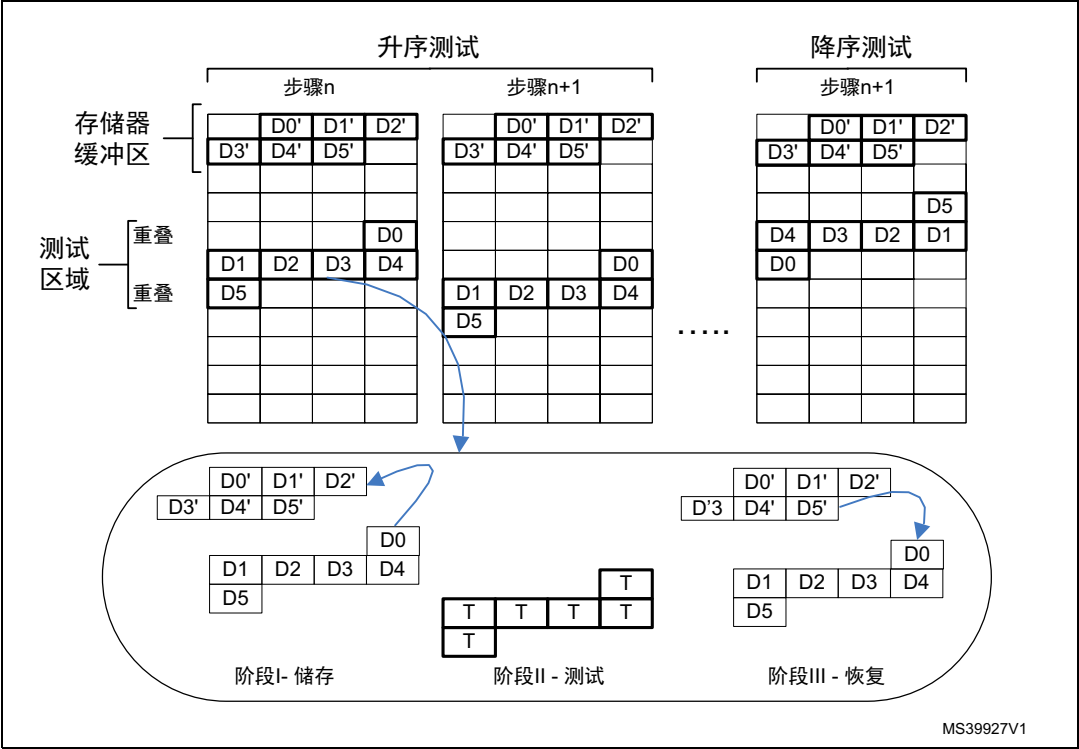 升序测试 降序测试
步骤n 步骤n+1 步骤n+1
存储器
缓冲区
D0' D1' D2' D0' D1' D2' D0' D1' D2'
D3' D4' D5' D3' D4' D5' D3' D4' D5'
D5
测试
区域
重叠 D0 D4 D3 D2 D1
D1 D2 D3 D4 D0 D0
重叠 D5 D1 D2 D3 D4
D5 .....
D0' D1' D2' D0' D1' D2'
D3' D4' D5' D'3 D4' D5'
D0 D0
D1 D2 D3 D4 T D1 D2 D3 D4
D5 T T T T D5
T
阶段I- 储存 阶段II - 测试 阶段III - 恢复
MS39927V1